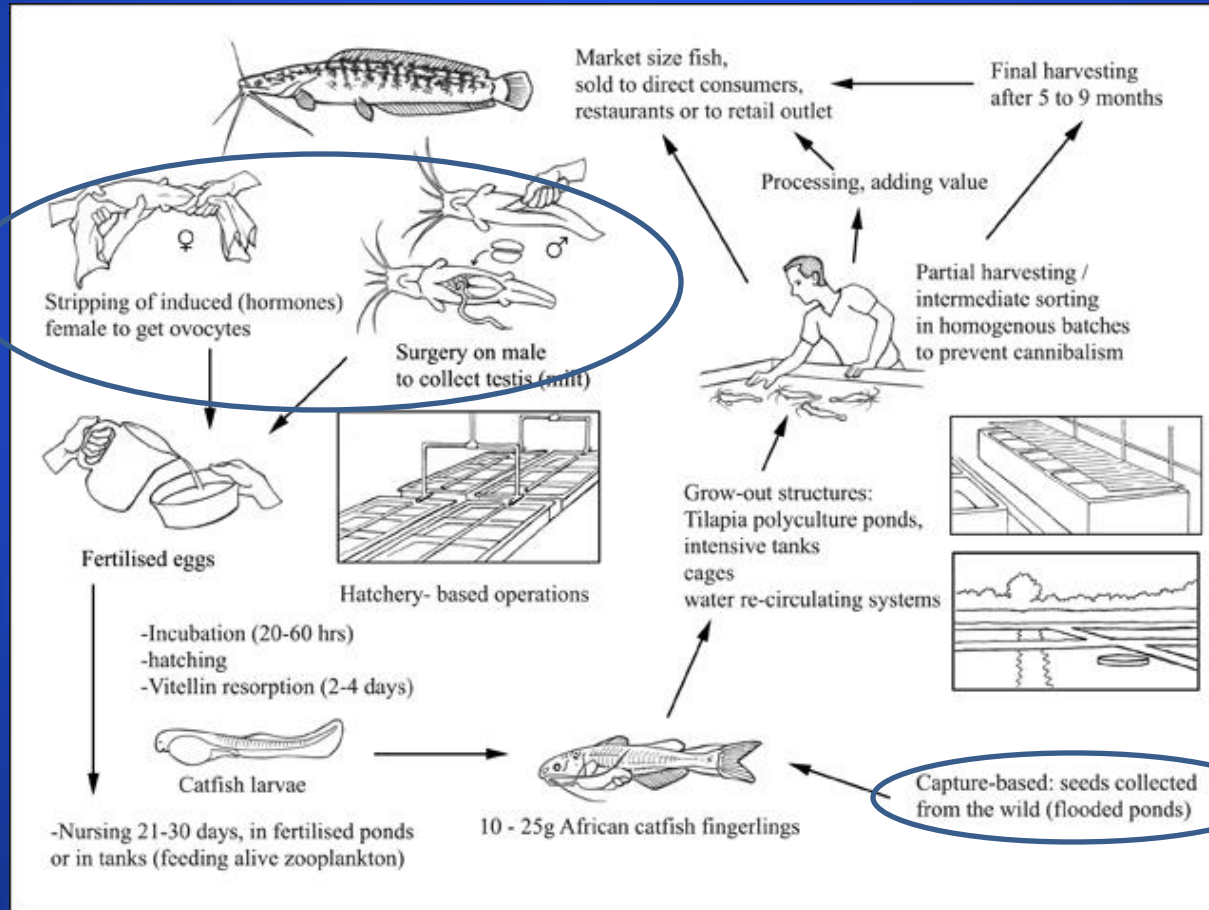 Market size fish,
sold to direct consumers,
restaurants or to retail outlet
Final harvesting
after 5 to 9 months
Processing, adding value
♀
♂
Stripping of induced (hormones)
female to get ovocytes
Surgery on male
to collect testis (milt)
Partial harvesting /
intermediate sorting
in homogenous batches
to prevent cannibalism
Fertilised eggs
Hatchery- based operations
Grow-out structures:
Tilapia polyculture ponds,
intensive tanks
cages
water re-circulating systems
-Incubation (20-60 hrs)
-hatching
-Vitellin resorption (2-4 days)
Catfish larvae
-Nursing 21-30 days, in fertilised ponds
or in tanks (feeding alive zooplankton)
10 - 25g African catfish fingerlings
Capture-based: seeds collected
from the wild (flooded ponds)